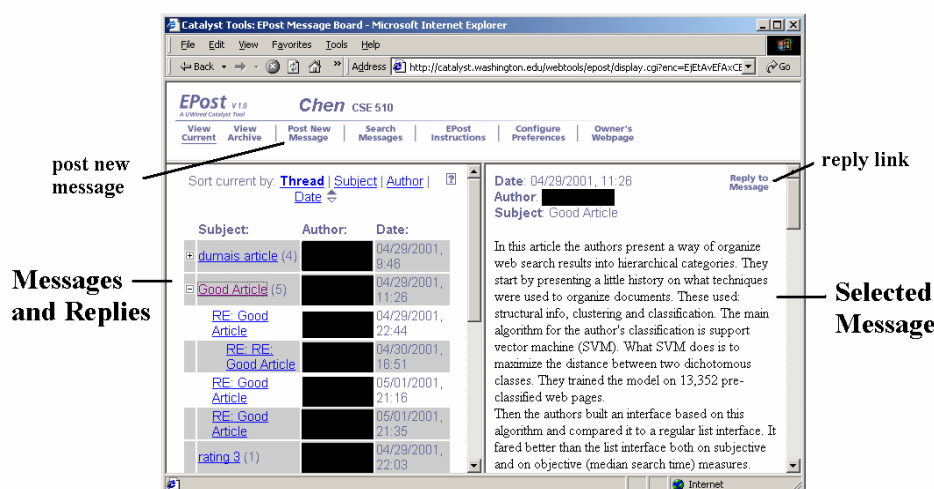 Catalyst Tools: EPost Message Board - Microsoft Internet Explorer
File Edit View Favorites Tools Help
Back » Address http://catalyst.washington.edu/webtools/epost/display.cgi?enc=EjEtAvEfAxCE Go
EPost V 1.0
A UWired Catalyst Tool
Chen CSE 510
View Current
View Archive
Post New Message
Search Messages
EPost Instructions
Configure Preferences
Owner's Webpage
post new
message
reply link
Messages
and Replies
Selected
Message
Sort current by: Thread | Subject | Author |
Date
?
Subject: Author: Date:
dumais article (4) 04/29/2001, 9:46
Good Article (5) 04/29/2001, 11:26
RE: Good Article 04/29/2001, 22:44
RE: RE: Good Article 04/30/2001, 16:51
RE: Good Article 05/01/2001, 21:16
RE: Good Article 05/01/2001, 21:35
rating 3 (1) 04/29/2001, 22:03
Date: 04/29/2001, 11:26
Author:
Subject: Good Article
Reply to
Message
In this article the authors present a way of organize
web search results into hierarchical categories. They
start by presenting a little history on what techniques
were used to organize documents. These used:
structural info, clustering and classification. The main
algorithm for the author's classification is support
vector machine (SVM). What SVM does is to
maximize the distance between two dichotomous
classes. They trained the model on 13,352 pre-
classified web pages.
Then the authors built an interface based on this
algorithm and compared it to a regular list interface. It
fared better than the list interface both on subjective
and on objective (median search time) measures.
Internet